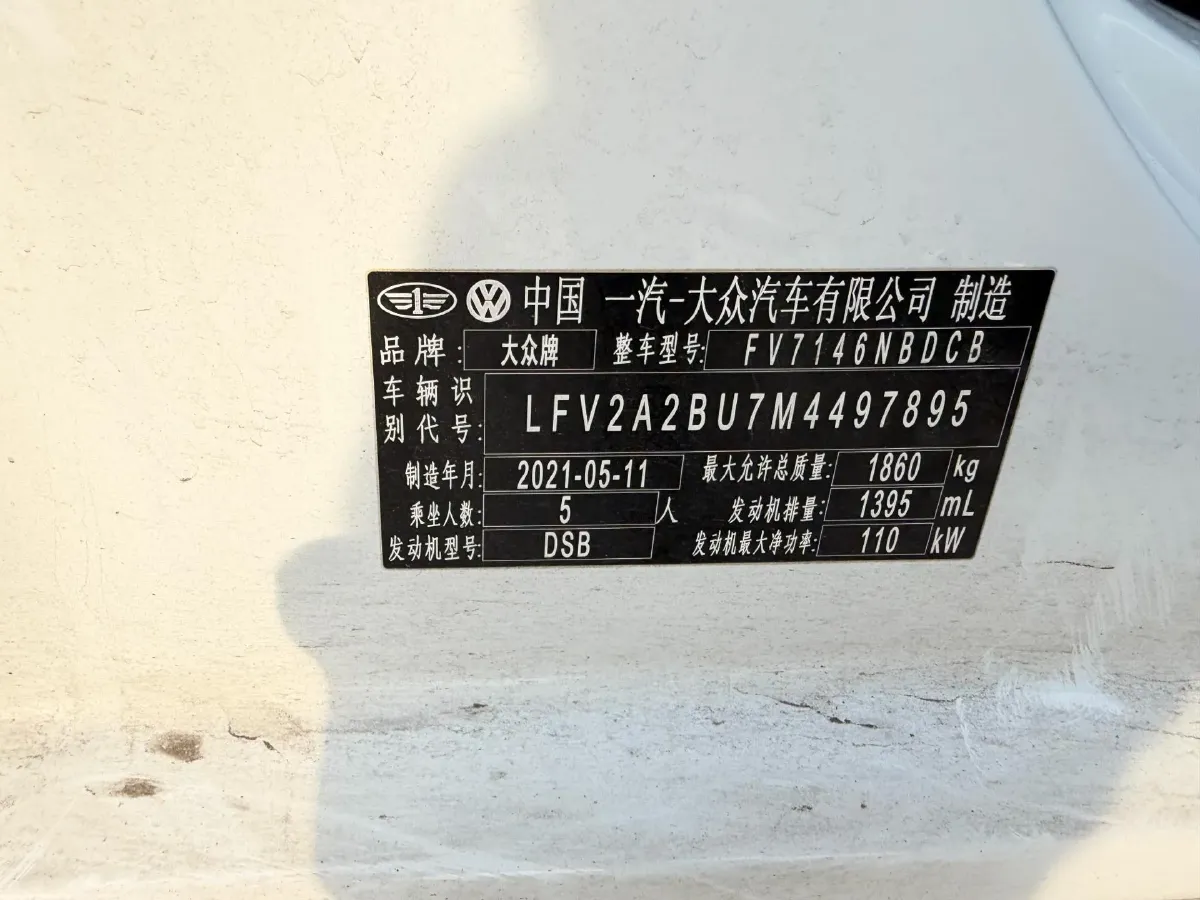 1 VW 中国 一汽-大众汽车有限公司 制造
品牌: 大众牌 整车型号: FV7146NBDCB
车辆识
别代号: LFV2A2BU7M4497895
制造年月: 2021-05-11 最大允许总质量: 1860 kg
乘坐人数: 5 人 发动机排量: 1395 mL
发动机型号: DSB 发动机最大净功率: 110 kW